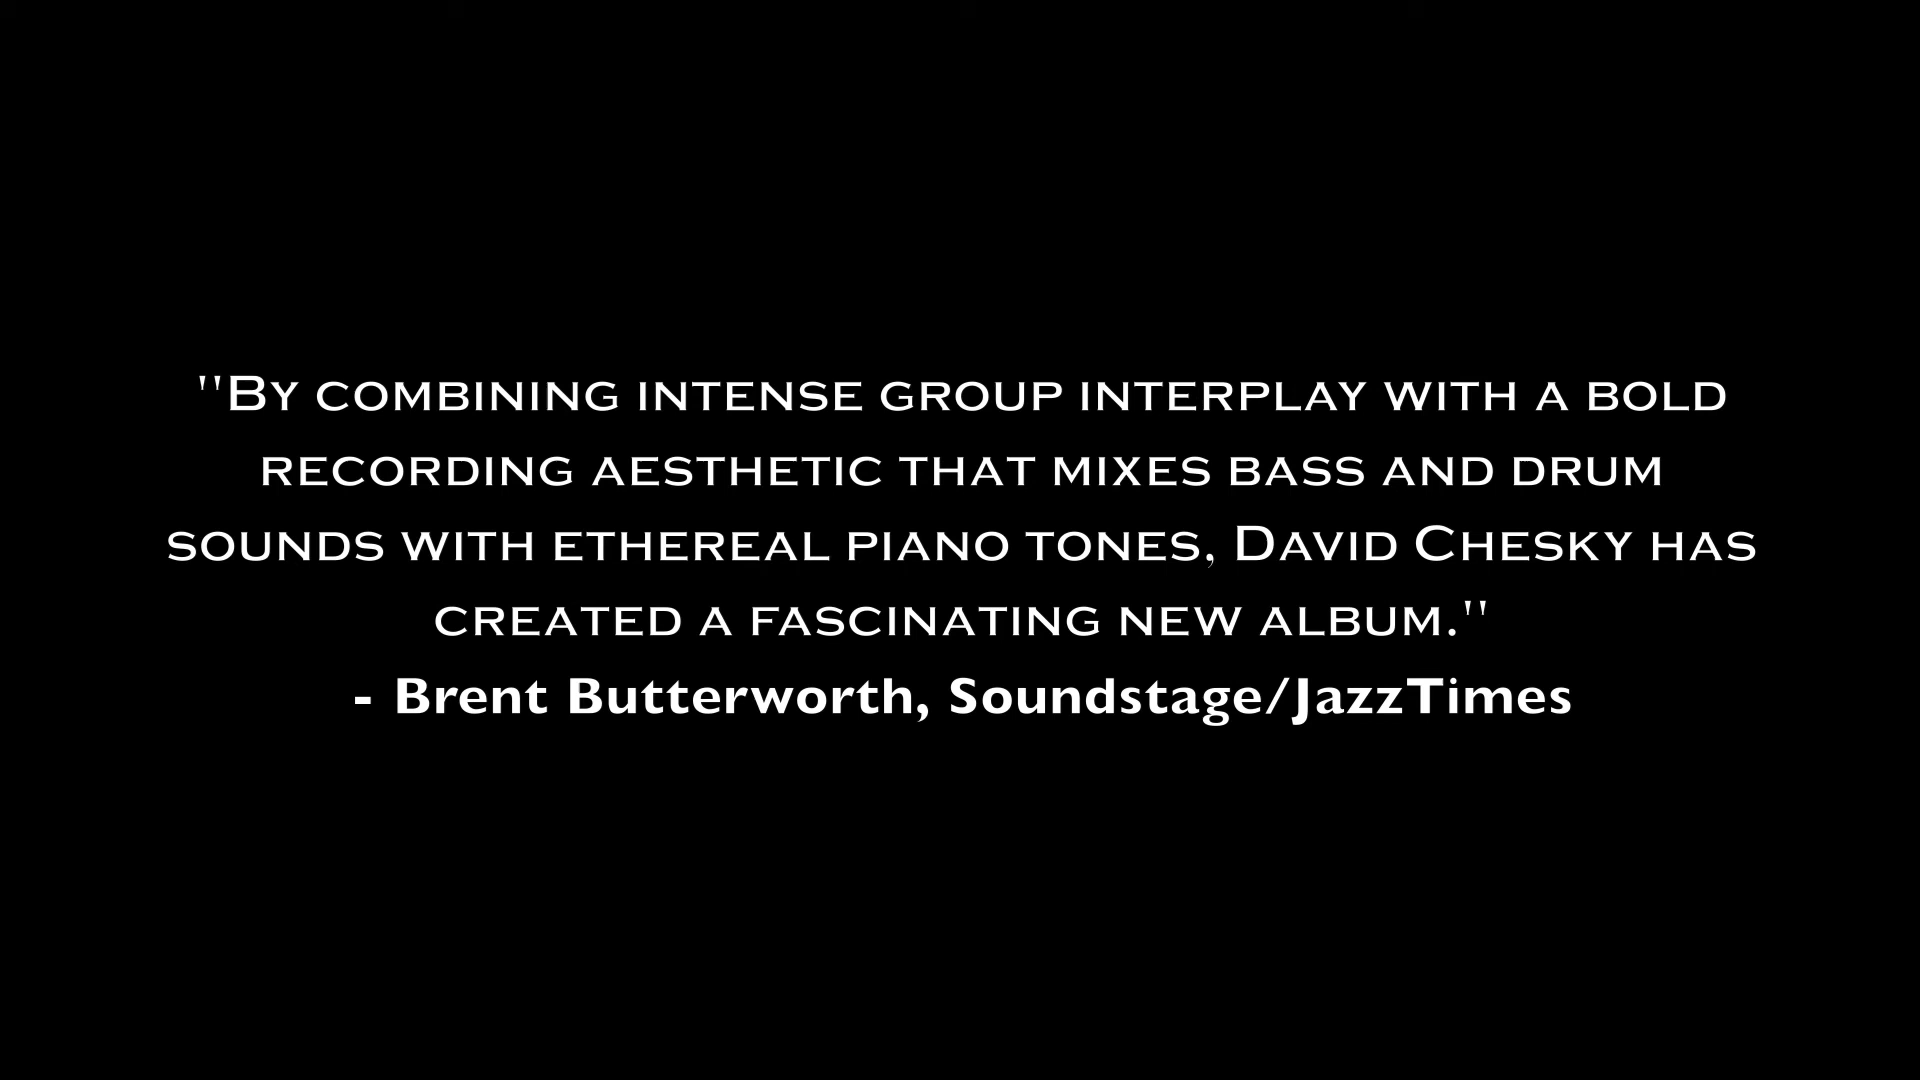 "By combining intense group interplay with a bold
recording aesthetic that mixes bass and drum
sounds with ethereal piano tones, David Chesky has
created a fascinating new album."
- Brent Butterworth, Soundstage/JazzTimes